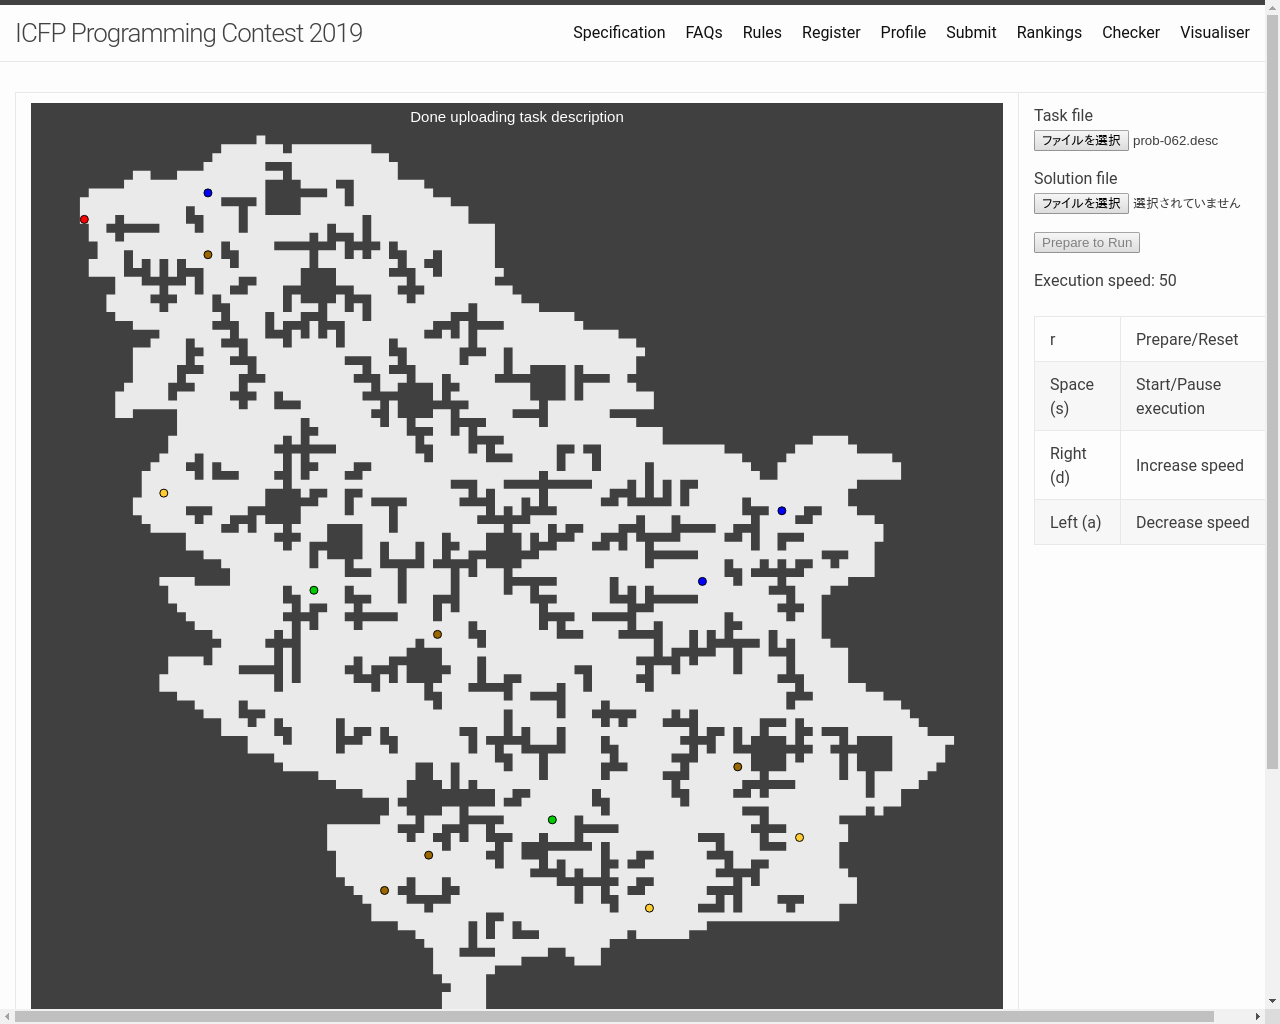 ICFP Programming Contest 2019
Specification FAQs Rules Register Profile Submit Rankings Checker Visualiser
Done uploading task description
Task file
ファイルを選択 prob-062.desc
Solution file
ファイルを選択 選択されていません
Prepare to Run
Execution speed: 50
r Prepare/Reset
Space (s) Start/Pause execution
Right (d) Increase speed
Left (a) Decrease speed